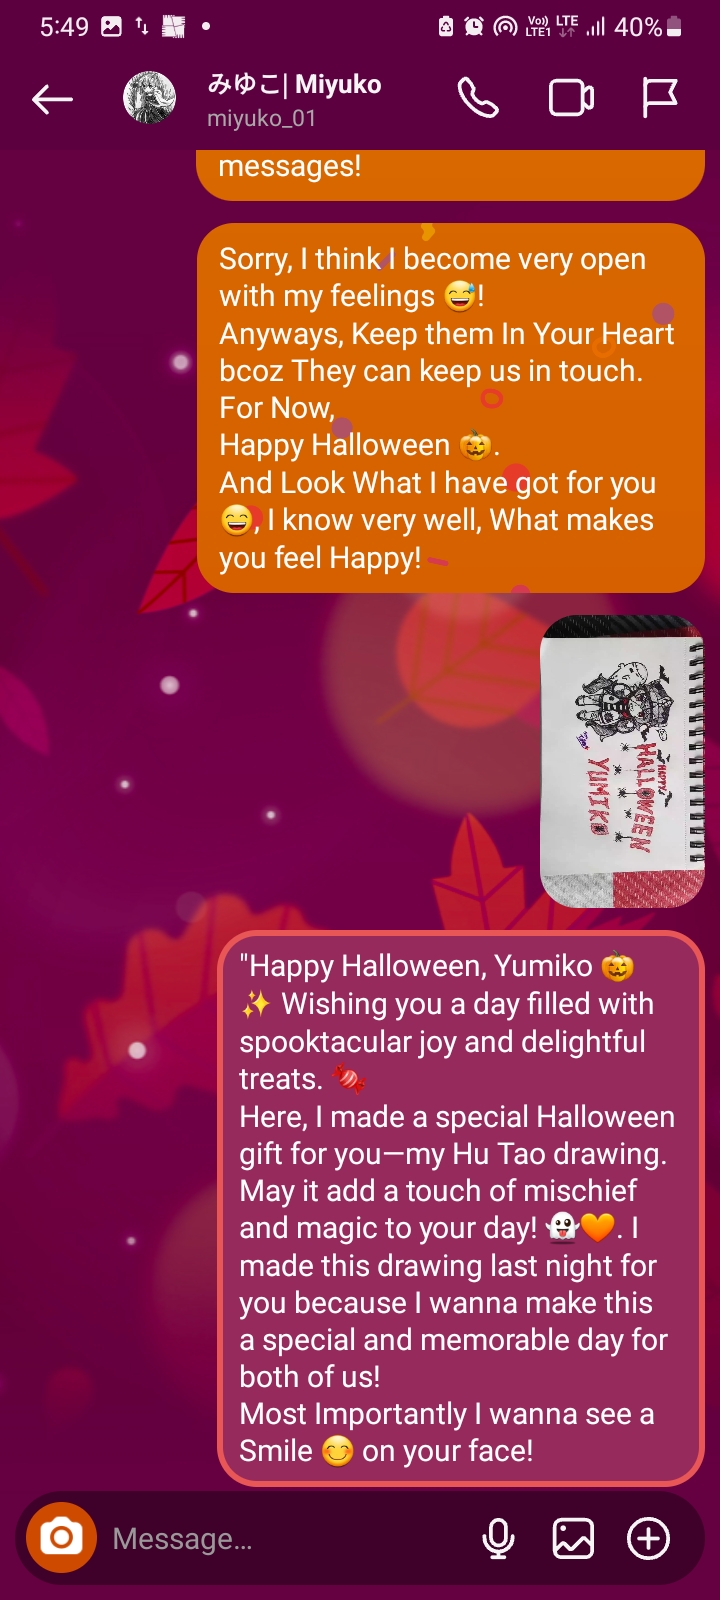 5:49 Vo)) LTE1 LTE 40%
みゆこ| Miyuko
miyuko_01
messages!
Sorry, I think I become very open
with my feelings 😅!
Anyways, Keep them In Your Heart
bcoz They can keep us in touch.
For Now,
Happy Halloween 🎃.
And Look What I have got for you
😄, I know very well, What makes
you feel Happy!
HAPPY
HALLOWEEN
YUMIKO
"Happy Halloween, Yumiko 🎃
✨ Wishing you a day filled with
spooktacular joy and delightful
treats. 🍬
Here, I made a special Halloween
gift for you—my Hu Tao drawing.
May it add a touch of mischief
and magic to your day! 👻🧡. I
made this drawing last night for
you because I wanna make this
a special and memorable day for
both of us!
Most Importantly I wanna see a
Smile 😊 on your face!
Message...